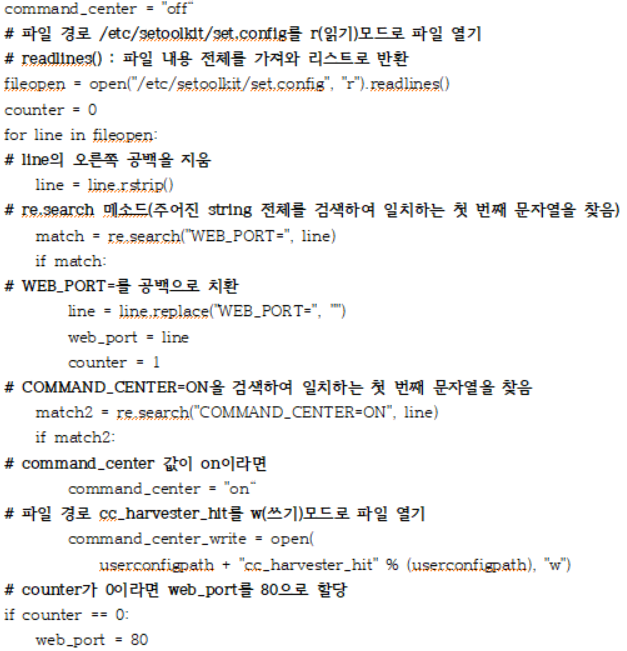 command_center = "off"
# 파일 경로 /etc/setoolkit/set.config를 r(읽기)모드로 파일 열기
# readlines() : 파일 내용 전체를 가져와 리스트로 반환
fileopen = open("/etc/setoolkit/set.config", "r").readlines()
counter = 0
for line in fileopen:
# line의 오른쪽 공백을 지움
    line = line.rstrip()
# re.search 메소드(주어진 string 전체를 검색하여 일치하는 첫 번째 문자열을 찾음)
    match = re.search("WEB_PORT=", line)
    if match:
# WEB_PORT=를 공백으로 치환
        line = line.replace("WEB_PORT=", "")
        web_port = line
        counter = 1
# COMMAND_CENTER=ON을 검색하여 일치하는 첫 번째 문자열을 찾음
    match2 = re.search("COMMAND_CENTER=ON", line)
    if match2:
# command_center 값이 on이라면
        command_center = "on"
# 파일 경로 cc_harvester_hit를 w(쓰기)모드로 파일 열기
        command_center_write = open(
            userconfigpath + "cc_harvester_hit" % (userconfigpath), "w")
# counter가 0이라면 web_port를 80으로 할당
if counter == 0:
    web_port = 80